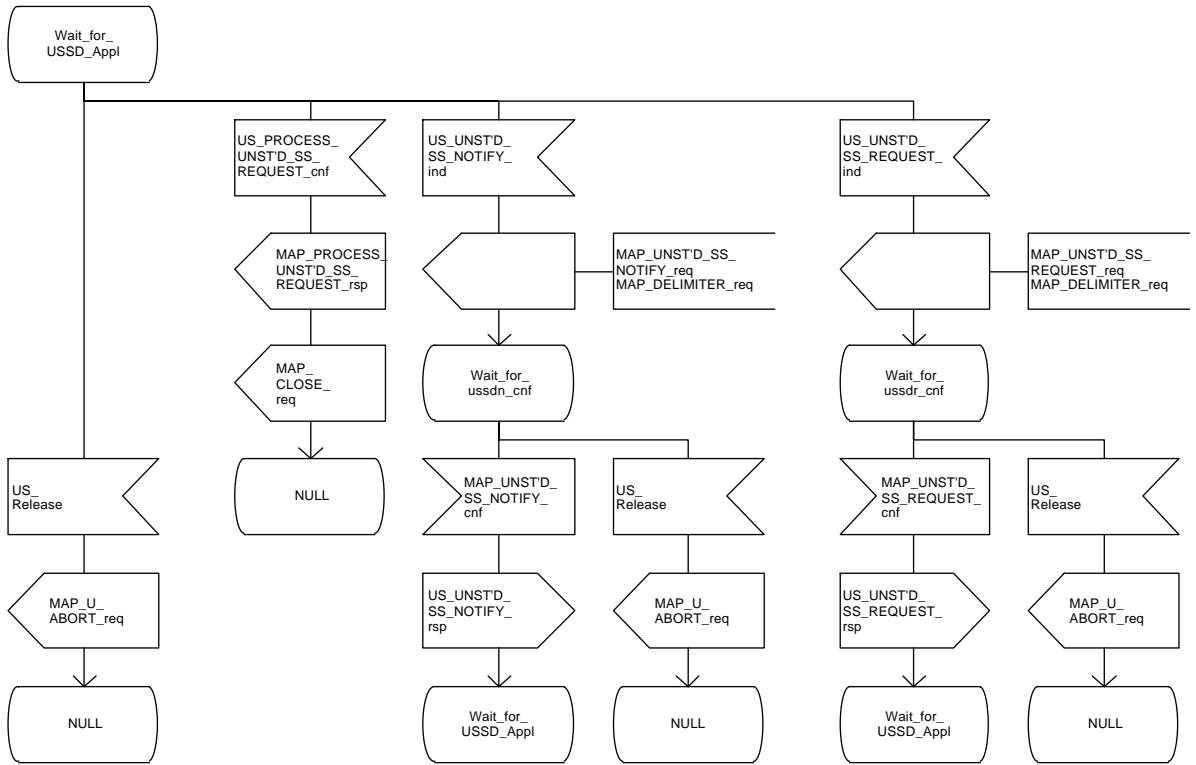 Wait_for_
USSD_Appl
US_PROCESS_
UNST'D_SS_
REQUEST_cnf
US_UNST'D_
SS_NOTIFY_
ind
US_UNST'D_
SS_REQUEST_
ind
MAP_PROCESS_
UNST'D_SS_
REQUEST_rsp
MAP_UNST'D_SS_
NOTIFY_req
MAP_DELIMITER_req
MAP_UNST'D_SS_
REQUEST_req
MAP_DELIMITER_req
MAP_
CLOSE_
req
Wait_for_
ussdn_cnf
Wait_for_
ussdr_cnf
US_
Release
NULL
MAP_UNST'D_
SS_NOTIFY_
cnf
US_
Release
MAP_UNST'D_
SS_REQUEST_
cnf
US_
Release
MAP_U_
ABORT_req
US_UNST'D_
SS_NOTIFY_
rsp
MAP_U_
ABORT_req
US_UNST'D_
SS_REQUEST_
rsp
MAP_U_
ABORT_req
NULL
Wait_for_
USSD_Appl
NULL
Wait_for_
USSD_Appl
NULL